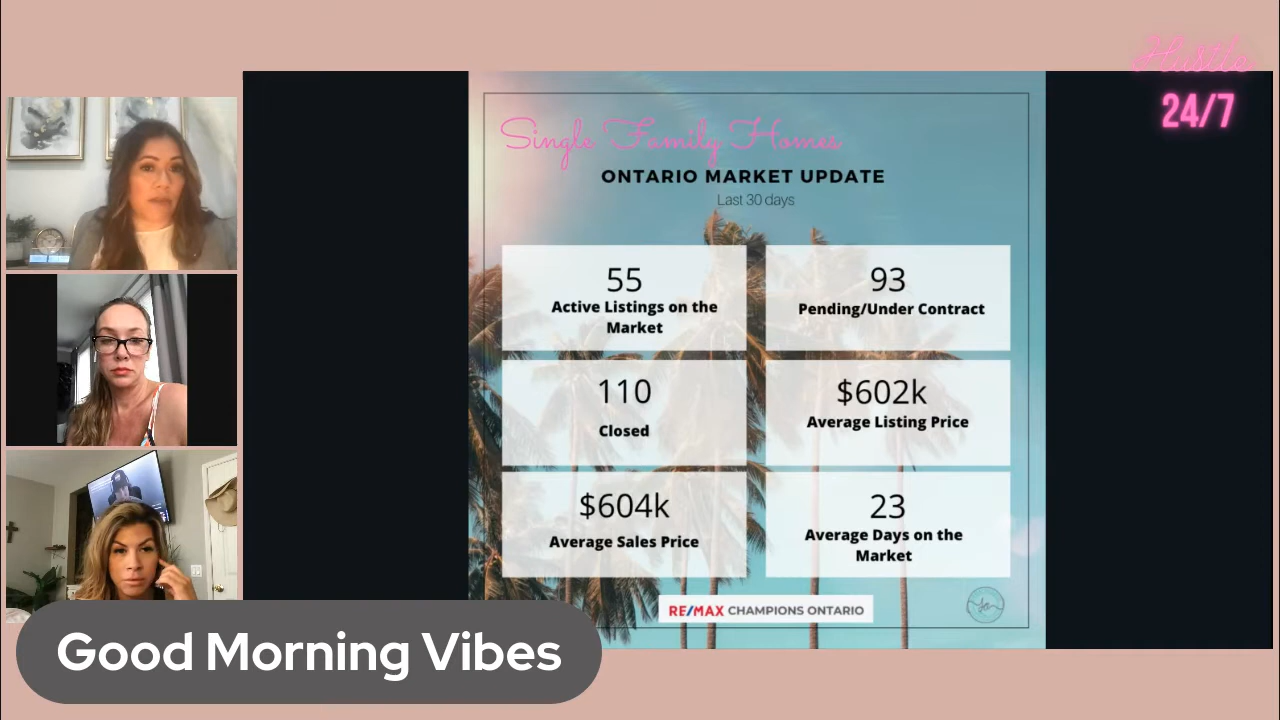 Hustle
24/7
Single Family Homes
ONTARIO MARKET UPDATE
Last 30 days
55
Active Listings on the
Market
93
Pending/Under Contract
110
Closed
$602k
Average Listing Price
$604k
Average Sales Price
23
Average Days on the
Market
RE/MAX CHAMPIONS ONTARIO
Good Morning Vibes